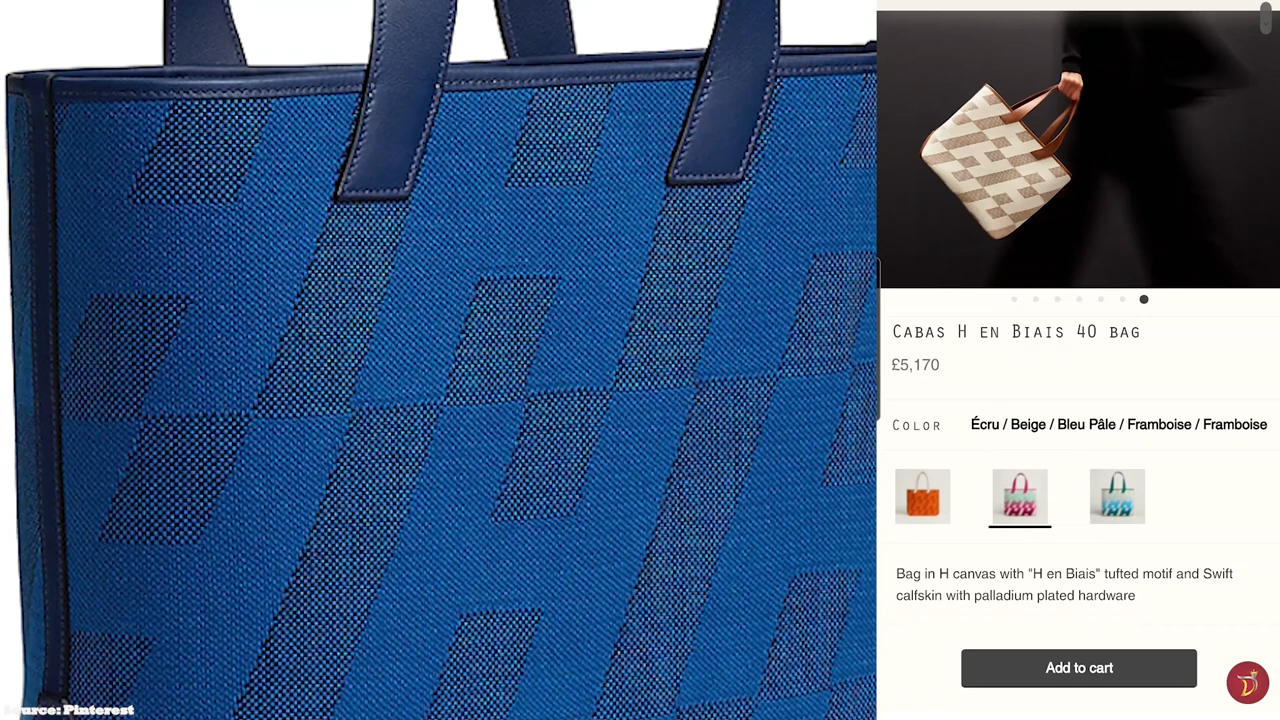 Cabas H en Biais 40 bag
£5,170
Color
Écru / Beige / Bleu Pâle / Framboise / Framboise
Bag in H canvas with "H en Biais" tufted motif and Swift
calfskin with palladium plated hardware
Add to cart
Source: Pinterest